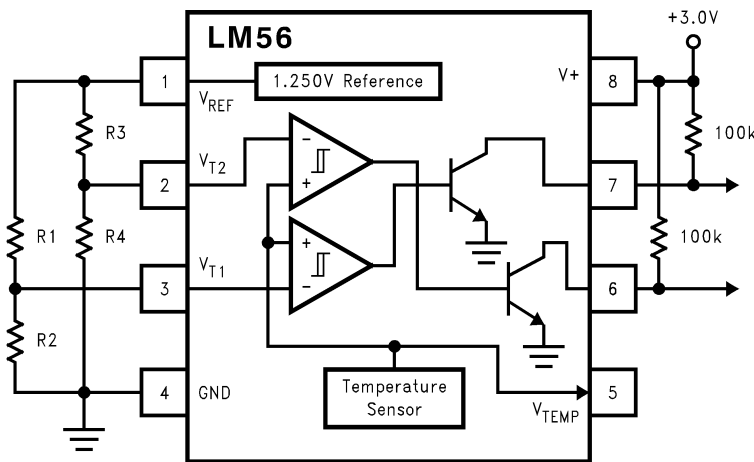 LM56
+3.0V
1 1.250V Reference V+ 8
V_REF
R3 100k
2 V_T2 - + 7
R1 R4 + - 100k
3 V_T1 6
R2
4 GND Temperature Sensor 5
V_TEMP